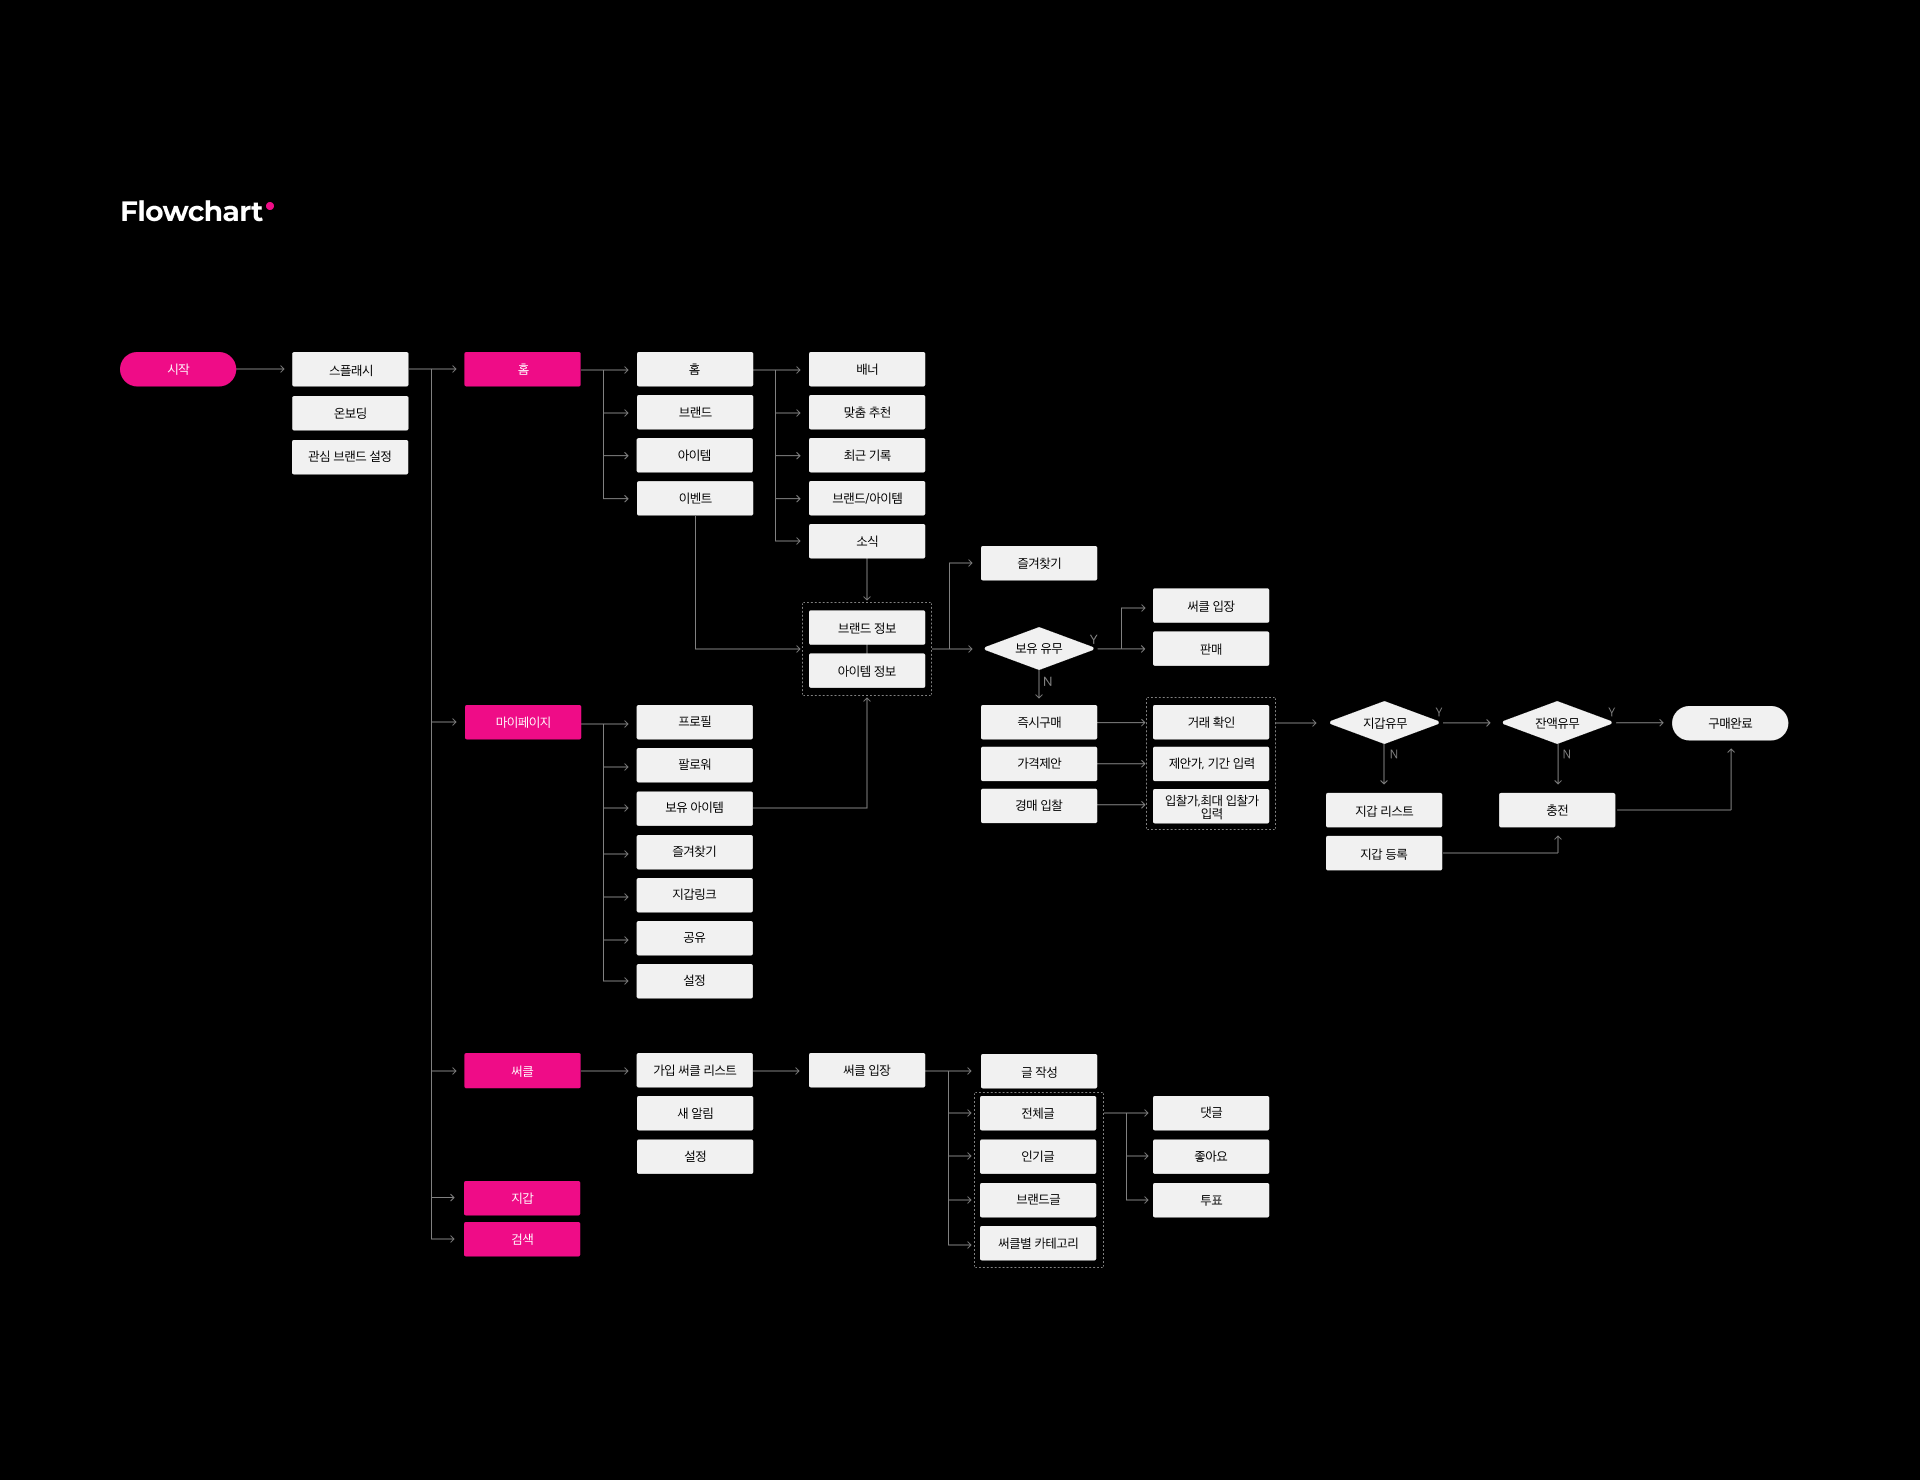 Flowchart
시작
스플래시
온보딩
관심 브랜드 설정
홈
홈
브랜드
아이템
이벤트
배너
맞춤 추천
최근 기록
브랜드/아이템
소식
브랜드 정보
아이템 정보
즐겨찾기
보유 유무
Y
N
써클 입장
판매
마이페이지
프로필
팔로워
보유 아이템
즐겨찾기
지갑링크
공유
설정
즉시구매
가격제안
경매 입찰
거래 확인
제안가, 기간 입력
입찰가,최대 입찰가
입력
지갑유무
Y
N
지갑 리스트
지갑 등록
잔액유무
Y
N
충전
구매완료
써클
가입 써클 리스트
새 알림
설정
써클 입장
글 작성
전체글
인기글
브랜드글
써클별 카테고리
댓글
좋아요
투표
지갑
검색